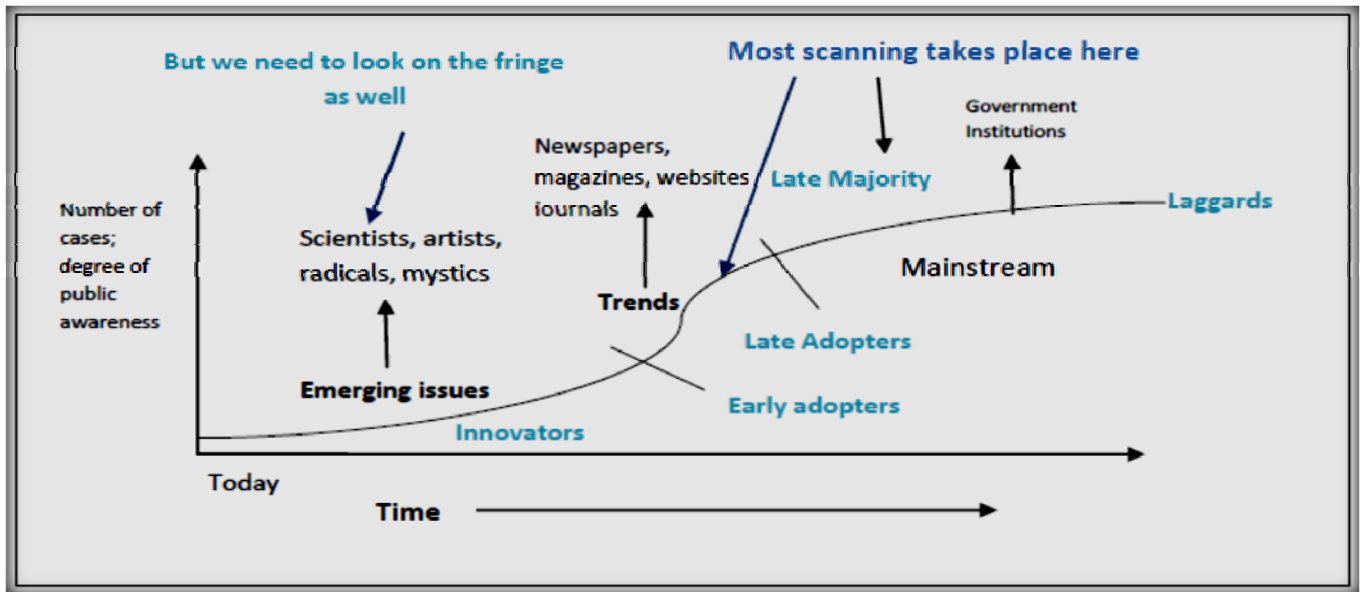 But we need to look on the fringe
as well
Most scanning takes place here
Government
Institutions
Newspapers,
magazines, websites
journals
Late Majority
Laggards
Number of
cases;
degree of
public
awareness
Scientists, artists,
radicals, mystics
Mainstream
Trends
Late Adopters
Emerging issues
Early adopters
Innovators
Today
Time